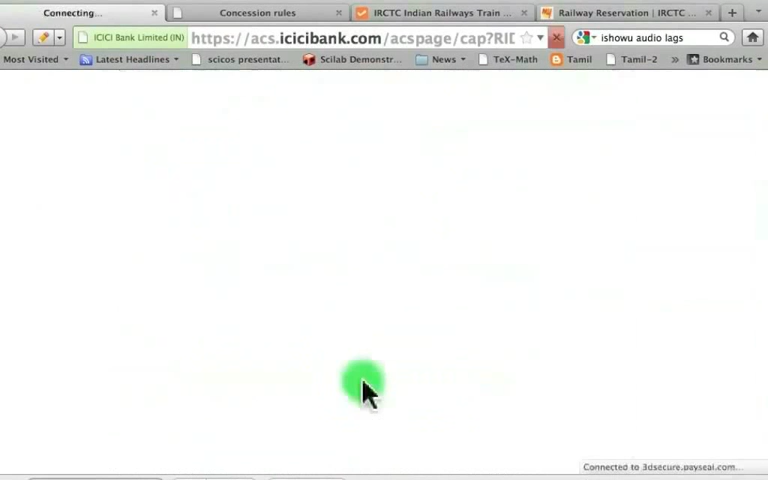 Connecting... Concession rules IRCTC Indian Railways Train ... Railway Reservation | IRCTC ...
ICICI Bank Limited (IN) https://acs.icicibank.com/acspage/cap?RID ishowu audio lags
Most Visited Latest Headlines scicos presentat... Scilab Demonstr... News TeX-Math Tamil Tamil-2 » Bookmarks
Connected to 3dsecure.payseal.com...